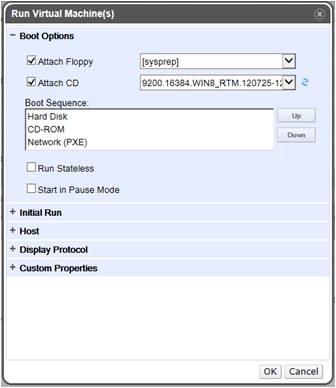 Run Virtual Machine(s)
Boot Options
Attach Floppy [sysprep]
Attach CD 9200.16384.WIN8_RTM.120725-12
Boot Sequence:
Hard Disk
CD-ROM
Network (PXE)
Up
Down
Run Stateless
Start in Pause Mode
Initial Run
Host
Display Protocol
Custom Properties
OK Cancel